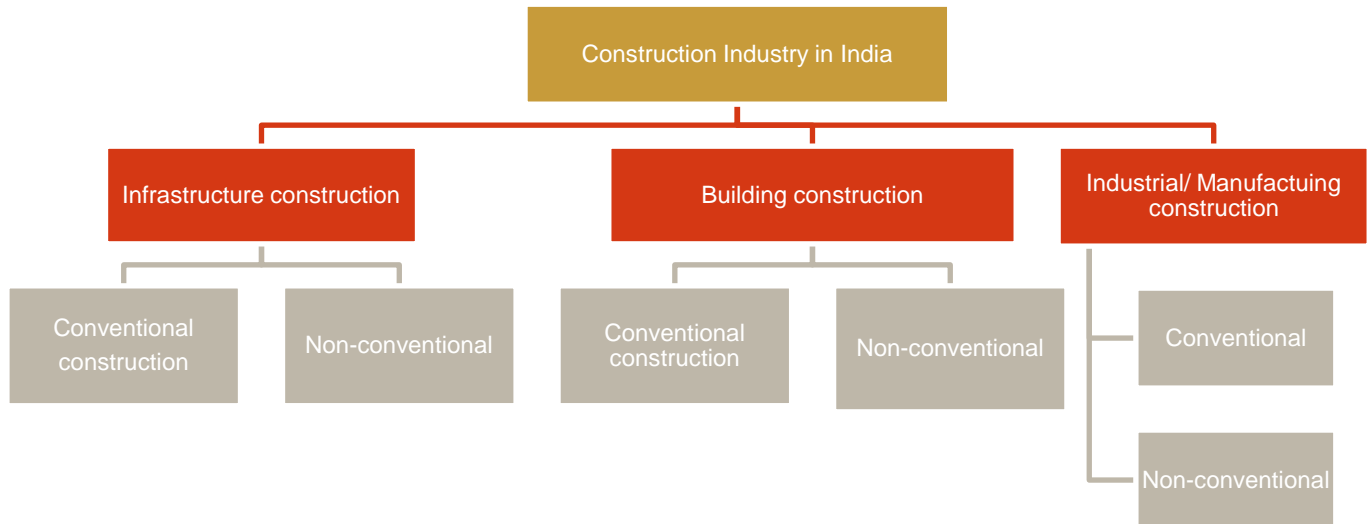 Construction Industry in India
Infrastructure construction
Building construction
Industrial/ Manufactuing
construction
Conventional
construction
Non-conventional
Conventional
construction
Non-conventional
Conventional
Non-conventional